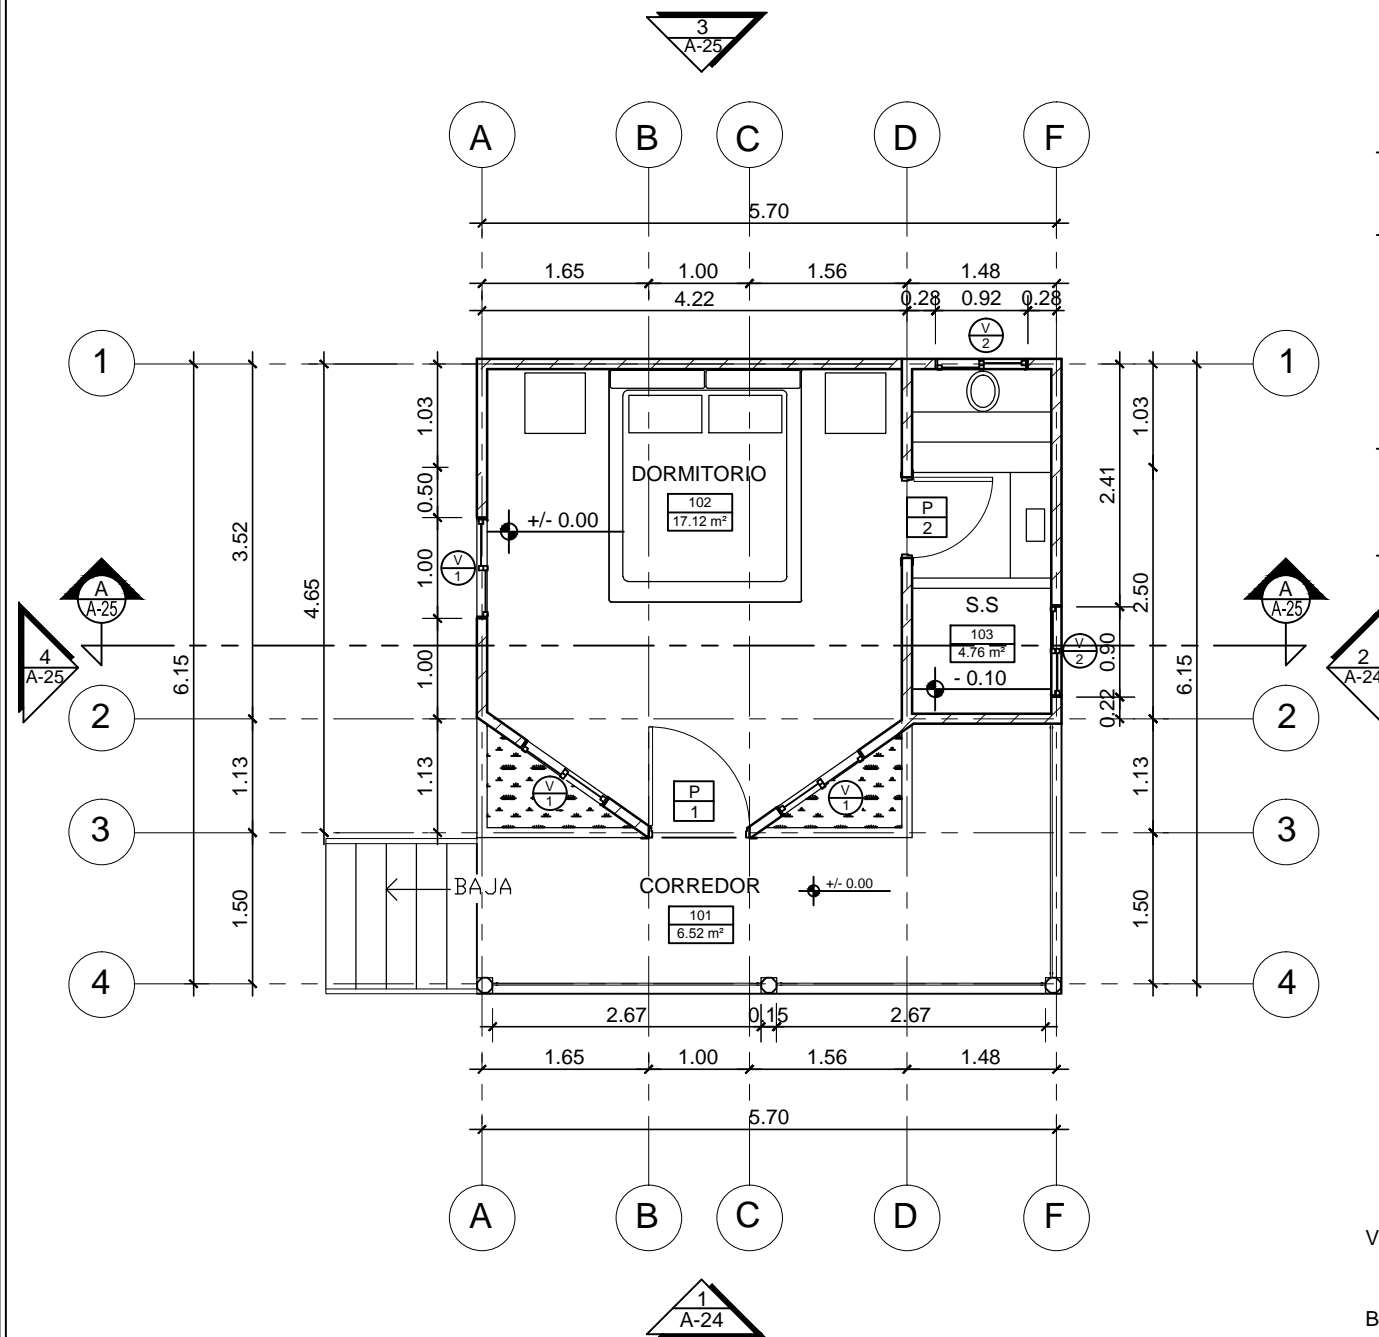 3
A-25
A B C D F
5.70
1.65 1.00 1.56 1.48
4.22 0.28 0.92 0.28
V
2
1 1
1.03 1.03
DORMITORIO
102
17.12 m²
0.50 2.41
+/- 0.00
P
2
3.52
V
1
1.00 2.50
4.65
A
A-25
A
A-25
S.S
103
4.76 m²
V
2
0.90
4
A-25
2
A-24
6.15 1.00 6.15
- 0.10
0.22
2 2
1.13 1.13 1.13
V
1
P
1
V
1
3 3
BAJA
CORREDOR
+/- 0.00
101
6.52 m²
1.50 1.50
4 4
2.67 0.15 2.67
1.65 1.00 1.56 1.48
5.70
A B C D F
V
B
1
A-24